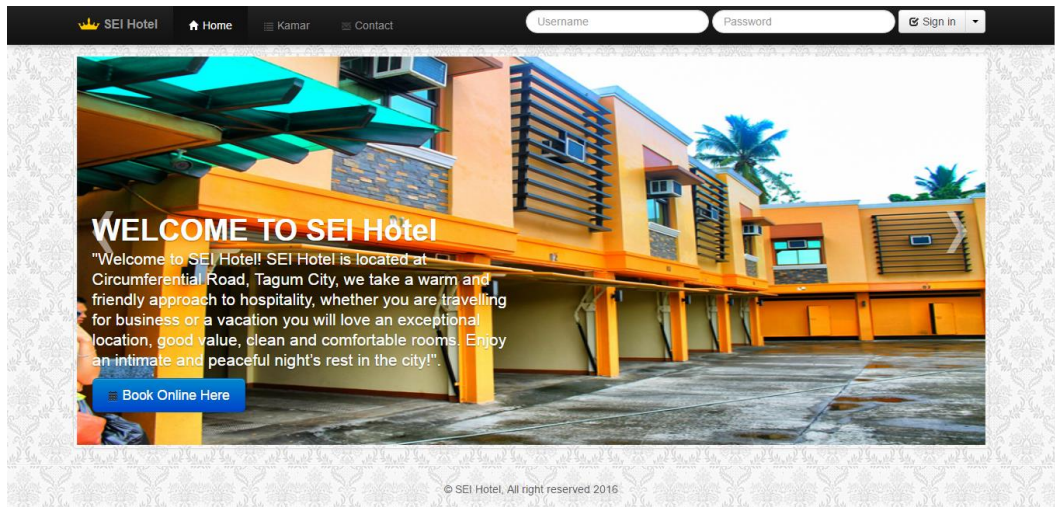 SEI Hotel Home Kamar Contact Username Password Sign in
WELCOME TO SEI Hotel
"Welcome to SEI Hotel! SEI Hotel is located at
Circumferential Road, Tagum City, we take a warm and
friendly approach to hospitality, whether you are travelling
for business or a vacation you will love an exceptional
location, good value, clean and comfortable rooms. Enjoy
an intimate and peaceful night's rest in the city!".
Book Online Here
© SEI Hotel, All right reserved 2016